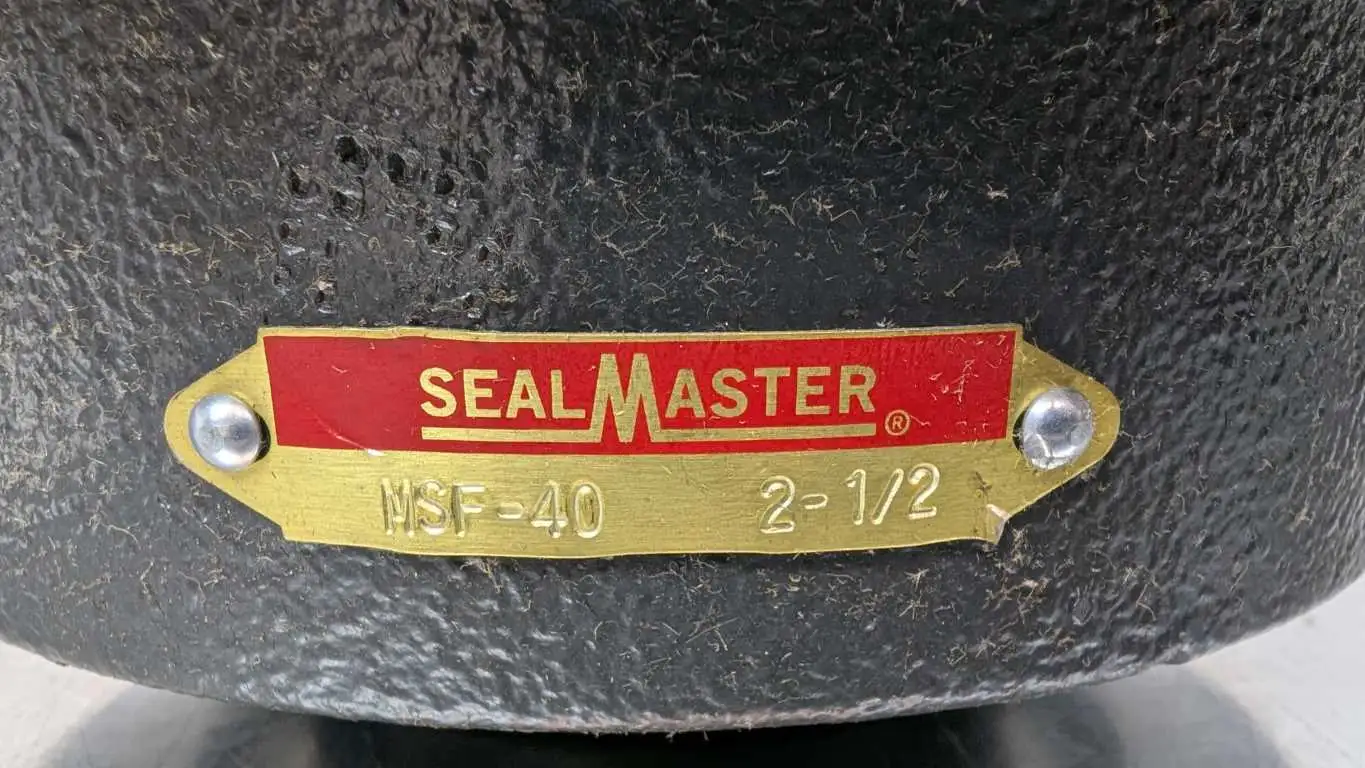 SEALMASTER ®
MSF-40 2-1/2